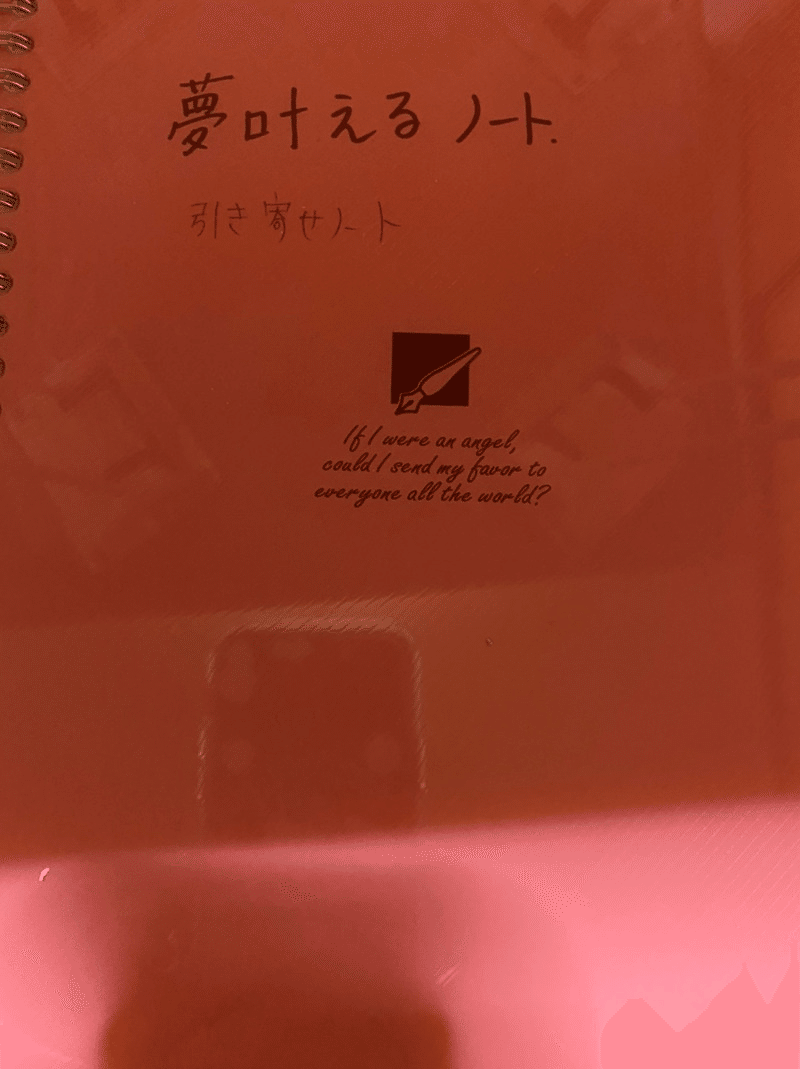 夢叶えるノート.
引き寄せノート
If I were an angel,
could I send my favor to
everyone all the world?